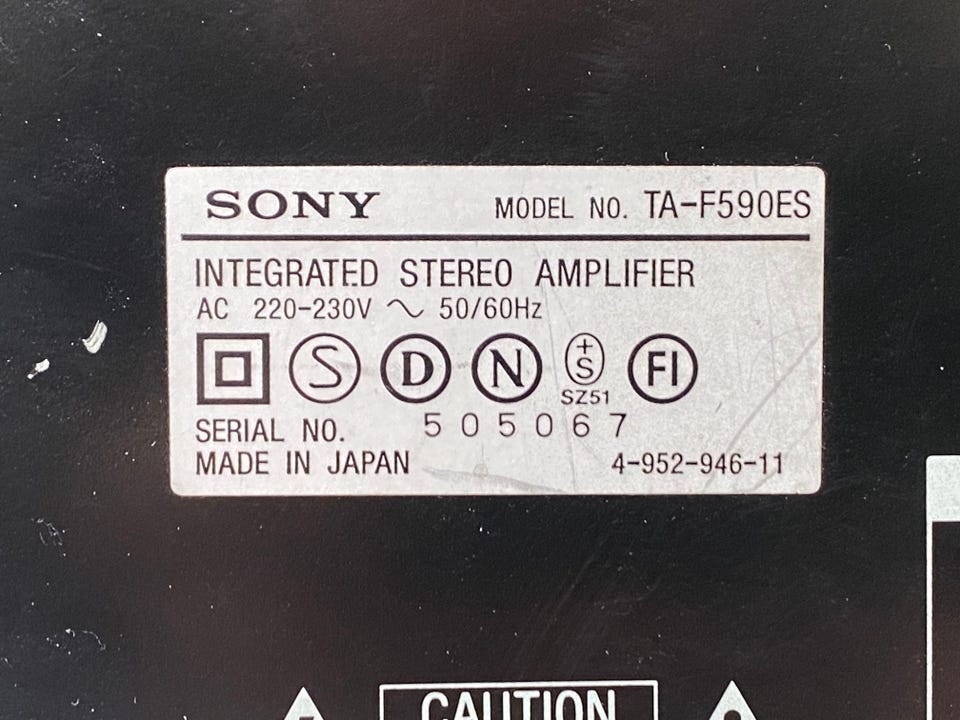 SONY MODEL NO. TA-F590ES
INTEGRATED STEREO AMPLIFIER
AC 220-230V ~ 50/60Hz
S D N +S FI
SZ51
SERIAL NO. 505067
MADE IN JAPAN 4-952-946-11
CAUTION